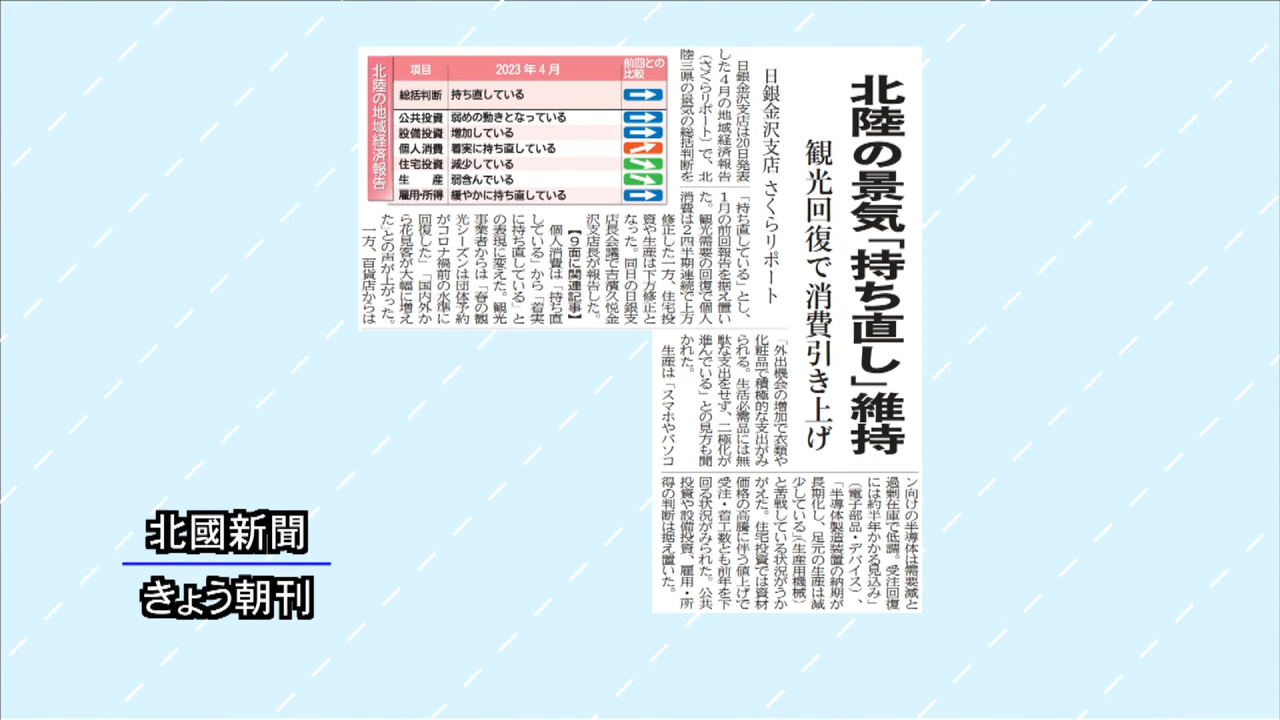 北陸の景気「持ち直し」維持
観光回復で消費引き上げ
日銀金沢支店 さくらリポート
北陸の地域経済報告
項目 2023年4月 前回との比較
総括判断 持ち直している
公共投資 弱めの動きとなっている
設備投資 増加している
個人消費 着実に持ち直している
住宅投資 減少している
生産 弱含んでいる
雇用・所得 緩やかに持ち直している
日銀金沢支店は20日発表
した4月の地域経済報告
(さくらリポート)で、北
陸三県の景気の総括判断を
「持ち直している」とし、
1月の前回報告を据え置い
た。観光需要の回復で個人
消費は2四半期連続で上方
修正した一方、住宅投
資や生産は下方修正と
なった。同日の日銀支
店長会議で吉濱久悦金
沢支店長が報告した。
【9面に関連記事】
個人消費は「持ち直
している」から「着実
に持ち直している」と
の表現に変えた。観光
事業者からは「春の観
光シーズンは団体予約
がコロナ禍前の水準に
回復した」「国内外か
ら花見客が大幅に増え
た」との声が上がった。
一方、百貨店からは
「外出機会の増加で衣類や
化粧品で積極的な支出がみ
られる。生活必需品には無
駄な支出をせず、二極化が
進んでいる」との見方も聞
かれた。
生産は「スマホやパソコ
ン向けの半導体は需要減と
過剰在庫で低調。受注回復
には約半年かかる見込み」
(電子部品・デバイス)、
「半導体製造装置の納期が
長期化し、足元の生産は減
少している」(生産用機械)
と苦戦している状況がうか
がえた。住宅投資では資材
価格の高騰に伴う値上げで
受注・着工数とも前年を下
回る状況がみられた。公共
投資や設備投資、雇用・所
得の判断は据え置いた。
北國新聞
きょう朝刊